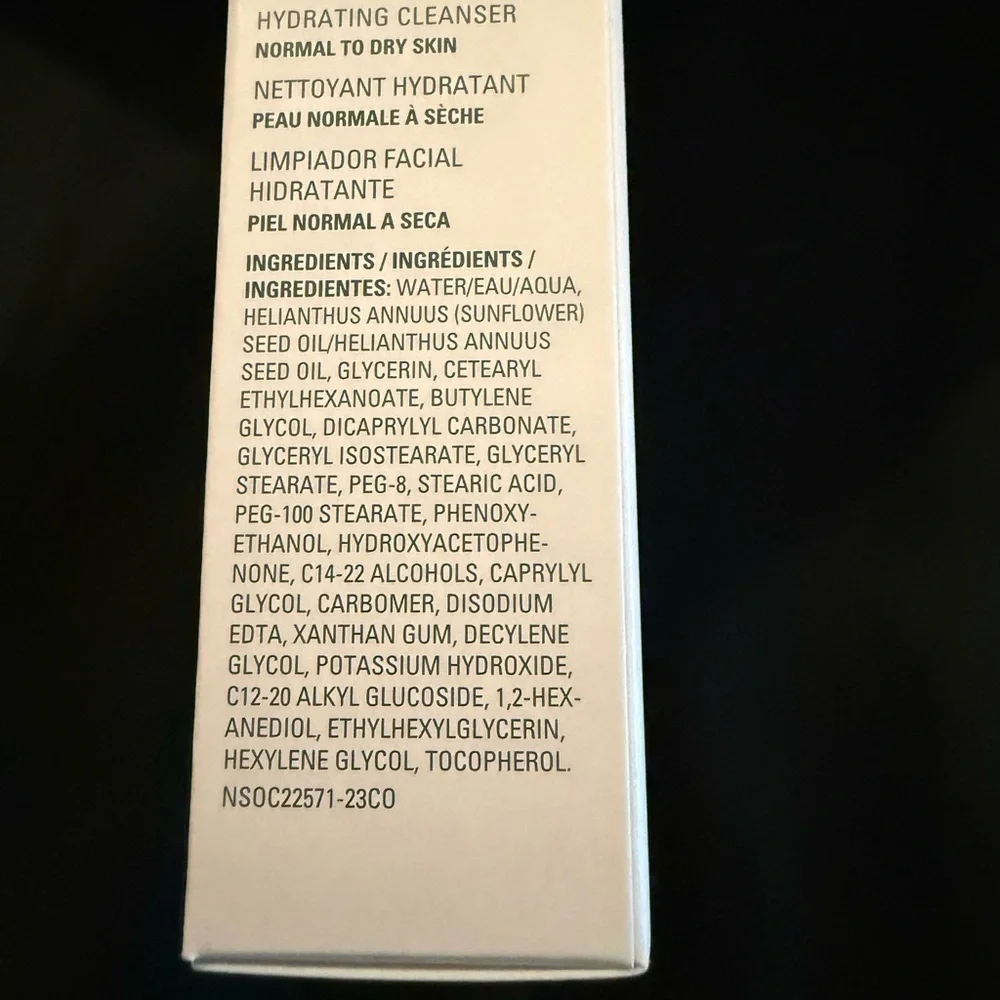 HYDRATING CLEANSER
NORMAL TO DRY SKIN
NETTOYANT HYDRATANT
PEAU NORMALE À SÈCHE
LIMPIADOR FACIAL
HIDRATANTE
PIEL NORMAL A SECA
INGREDIENTS / INGRÉDIENTS /
INGREDIENTES: WATER/EAU/AQUA,
HELIANTHUS ANNUUS (SUNFLOWER)
SEED OIL/HELIANTHUS ANNUUS
SEED OIL, GLYCERIN, CETEARYL
ETHYLHEXANOATE, BUTYLENE
GLYCOL, DICAPRYLYL CARBONATE,
GLYCERYL ISOSTEARATE, GLYCERYL
STEARATE, PEG-8, STEARIC ACID,
PEG-100 STEARATE, PHENOXY-
ETHANOL, HYDROXYACETOPHE-
NONE, C14-22 ALCOHOLS, CAPRYLYL
GLYCOL, CARBOMER, DISODIUM
EDTA, XANTHAN GUM, DECYLENE
GLYCOL, POTASSIUM HYDROXIDE,
C12-20 ALKYL GLUCOSIDE, 1,2-HEX-
ANEDIOL, ETHYLHEXYLGLYCERIN,
HEXYLENE GLYCOL, TOCOPHEROL.
NSOC22571-23CO